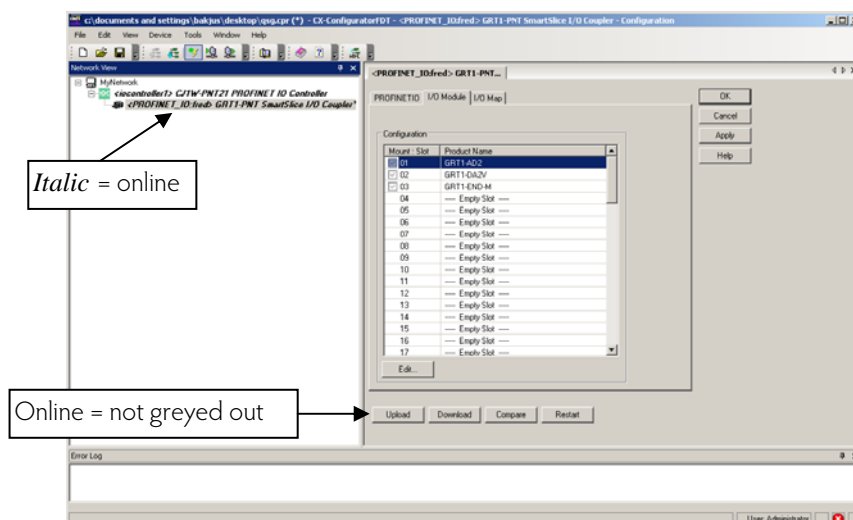 c:\documents and settings\bakjus\desktop\qsg.cpr (*) - CX-ConfiguratorFDT - <PROFINET_IO:fred> GRT1-PNT SmartSlice I/O Coupler - Configuration
File Edit View Device Tools Window Help
Network View
<PROFINET_IO:fred> GRT1-PNT...
MyNetwork
<iocontroller1> CJ1W-PNT21 PROFINET IO Controller
<PROFINET_IO:fred> GRT1-PNT SmartSlice I/O Coupler*
PROFINETIO I/O Module I/O Map
OK
Cancel
Apply
Help
Configuration
Mount : Slot Product Name
01 GRT1-AD2
02 GRT1-DA2V
03 GRT1-END-M
04 ---- Empty Slot ----
05 ---- Empty Slot ----
06 ---- Empty Slot ----
07 ---- Empty Slot ----
08 ---- Empty Slot ----
09 ---- Empty Slot ----
10 ---- Empty Slot ----
11 ---- Empty Slot ----
12 ---- Empty Slot ----
13 ---- Empty Slot ----
14 ---- Empty Slot ----
15 ---- Empty Slot ----
16 ---- Empty Slot ----
17 ---- Empty Slot ----
Edit...
Italic = online
Online = not greyed out
Upload Download Compare Restart
Error Log
User: Administrator